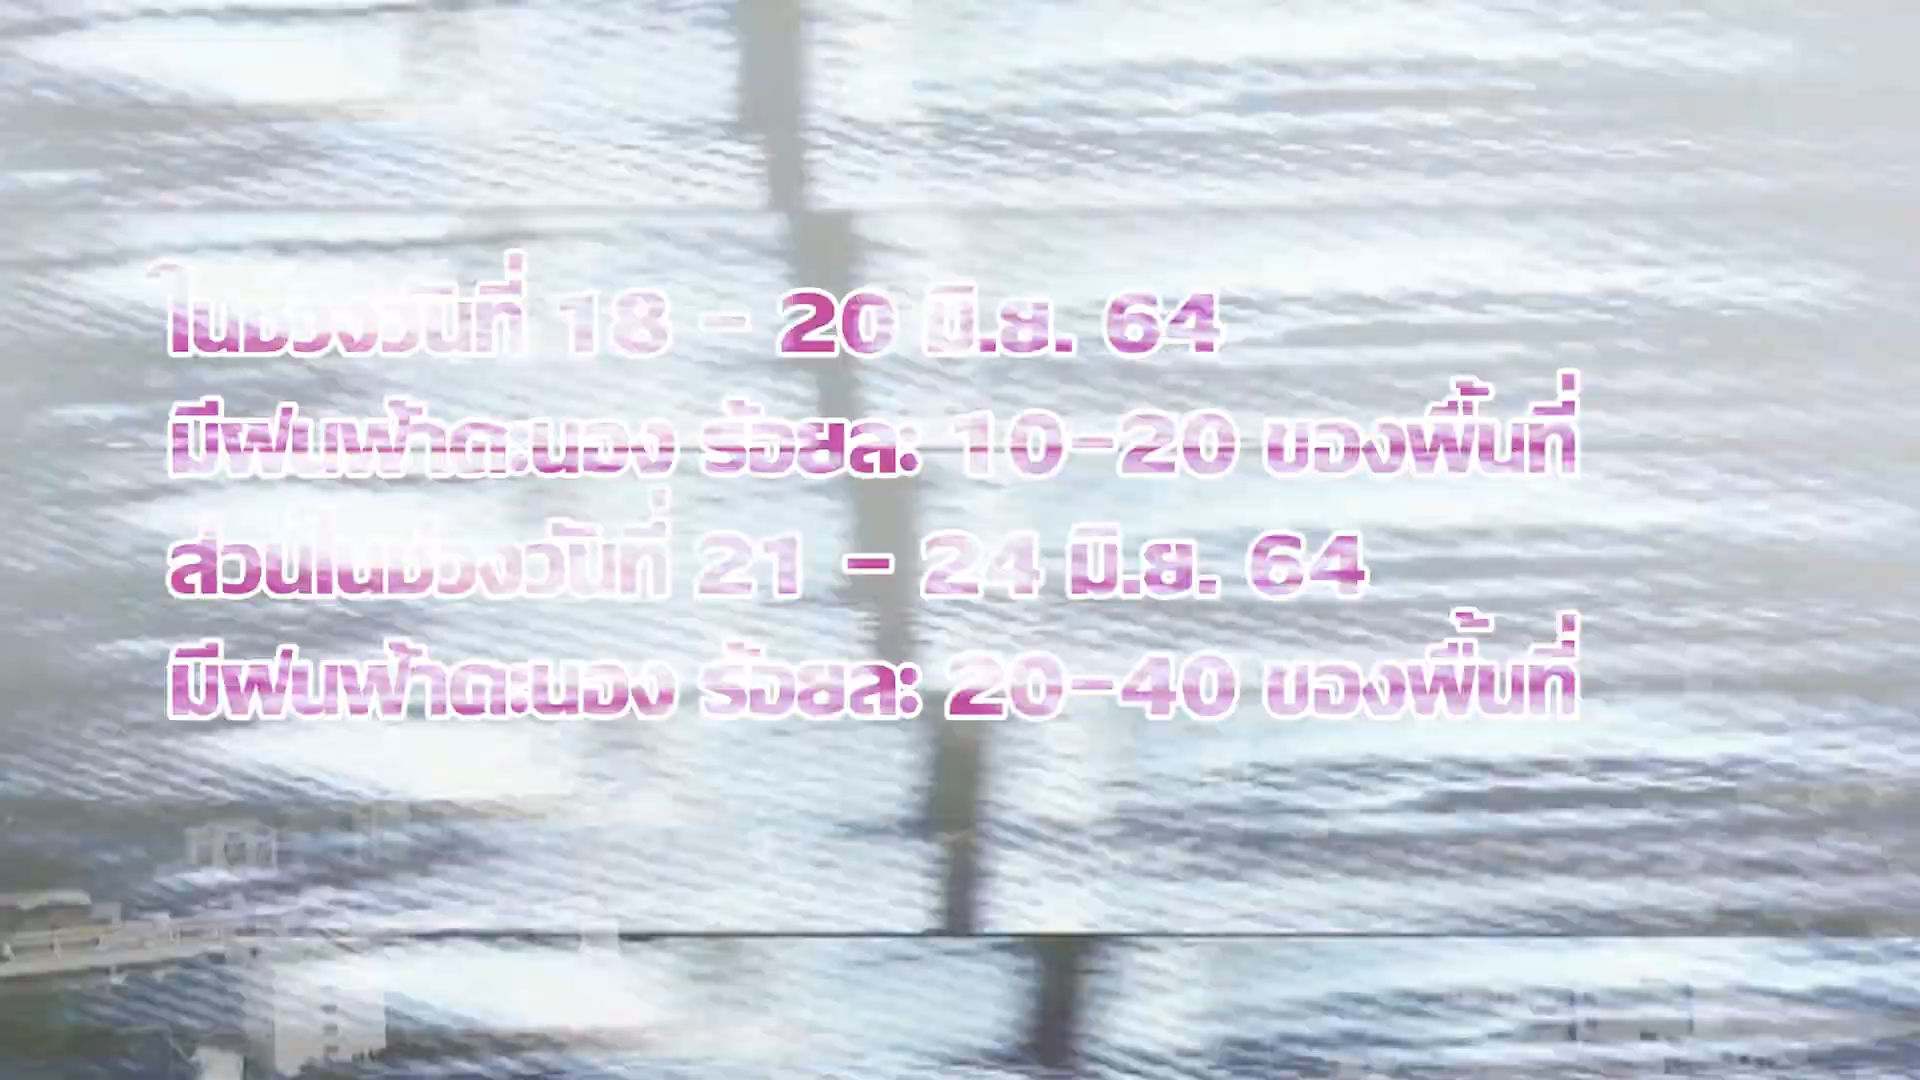 ในช่วงวันที่ 18 - 20 มิ.ย. 64
มีฝนฟ้าคะนอง ร้อยละ 10-20 ของพื้นที่
ส่วนในช่วงวันที่ 21 - 24 มิ.ย. 64
มีฝนฟ้าคะนอง ร้อยละ 20-40 ของพื้นที่